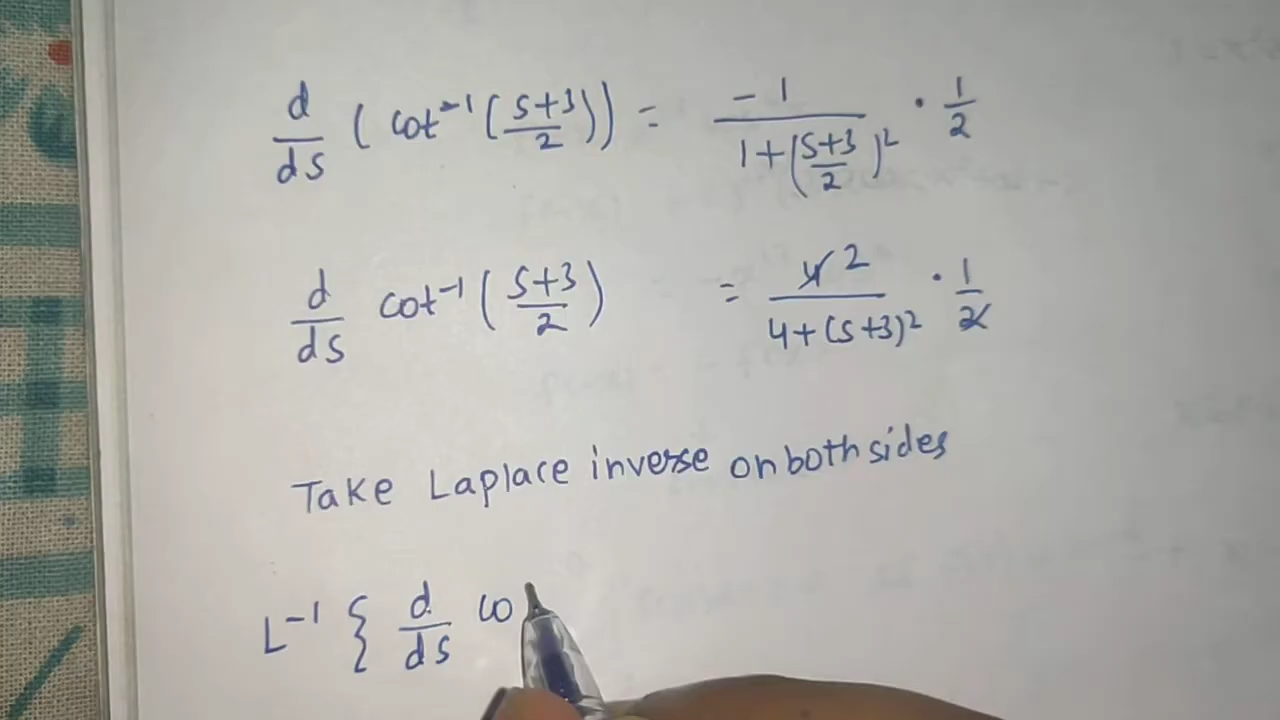 d/ds ( cot⁻¹ ( (s+3)/2 ) ) = -1 / ( 1 + ( (s+3)/2 )² ) · 1/2
d/ds cot⁻¹ ( (s+3)/2 ) = 4̸ 2 / ( 4 + (s+3)² ) · 1/2̸
Take Laplace inverse on both sides
L⁻¹ { d/ds co